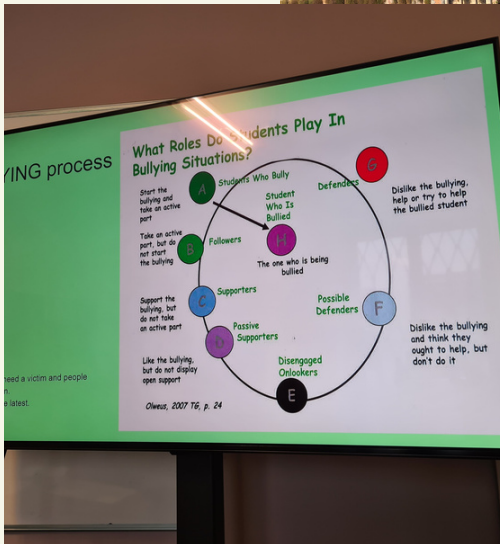 YING process
need a victim and people
n.
e latest.
What Roles Do Students Play In
Bullying Situations?
A
Students Who Bully
Start the
bullying and
take an active
part
B
Followers
Take an active
part, but do
not start
the bullying
C
Supporters
Support the
bullying, but
do not take
an active part
D
Passive
Supporters
Like the bullying,
but do not display
open support
E
Disengaged
Onlookers
F
Possible
Defenders
Dislike the bullying
and think they
ought to help, but
don't do it
G
Defenders
Dislike the bullying,
help or try to help
the bullied student
Student
Who Is
Bullied
H
The one who is being
bullied
Olweus, 2007 TG, p. 24